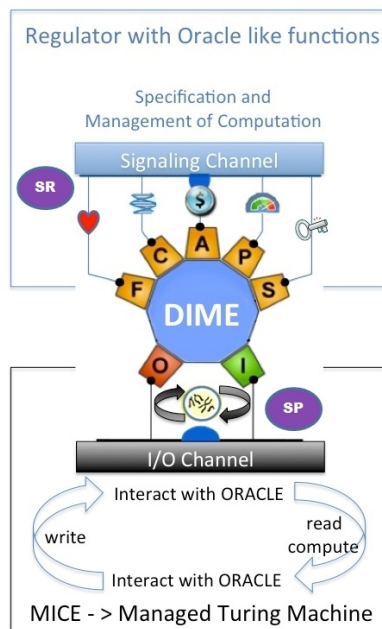 Regulator with Oracle like functions
Specification and
Management of Computation
Signaling Channel
SR
$
F C A P S
DIME
O I
SP
I/O Channel
Interact with ORACLE
write
read
compute
Interact with ORACLE
MICE - > Managed Turing Machine